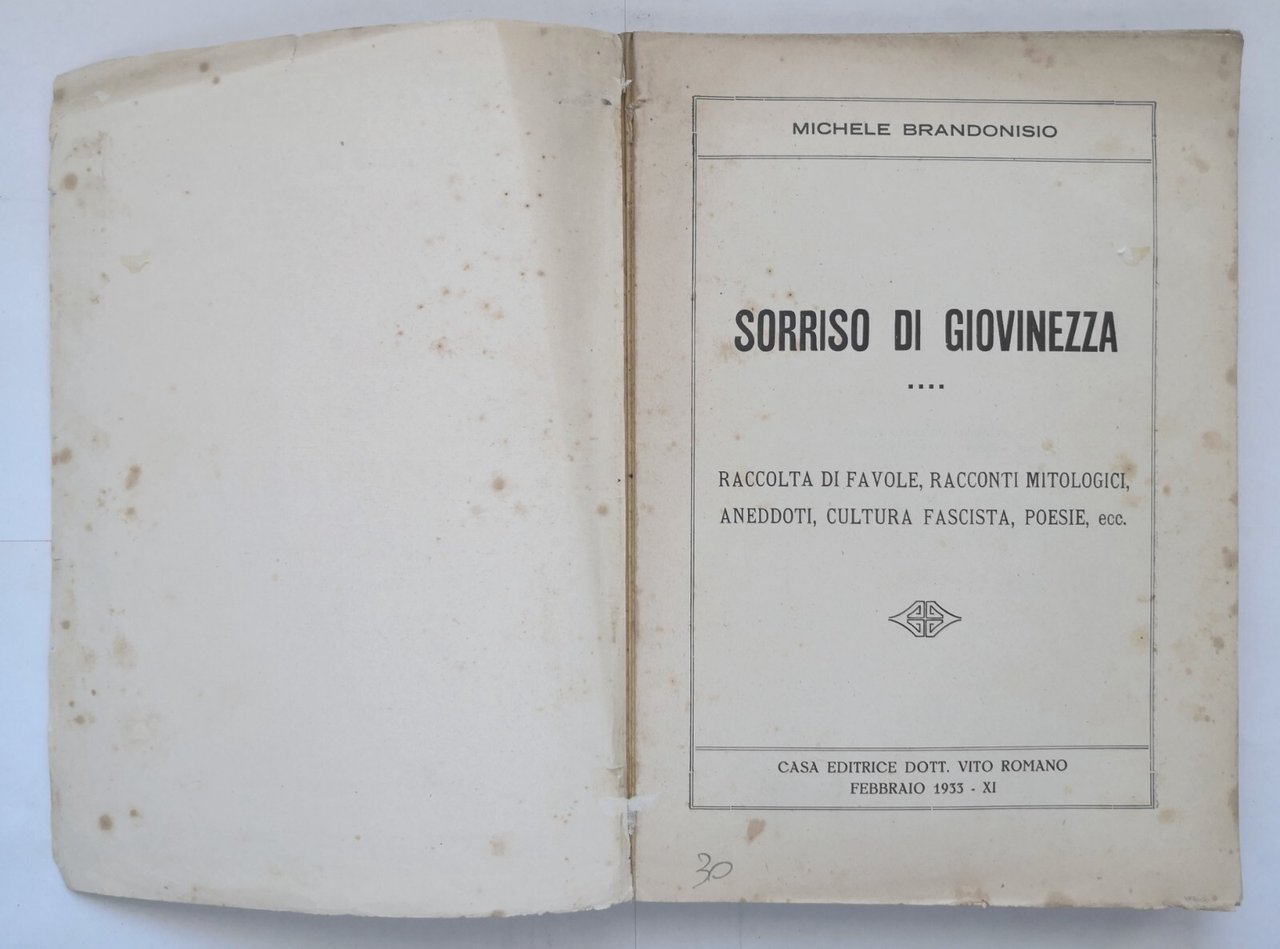 MICHELE BRANDONISIO
SORRISO DI GIOVINEZZA
RACCOLTA DI FAVOLE, RACCONTI MITOLOGICI,
ANEDDOTI, CULTURA FASCISTA, POESIE, ecc.
CASA EDITRICE DOTT. VITO ROMANO
FEBBRAIO 1933 - XI
30